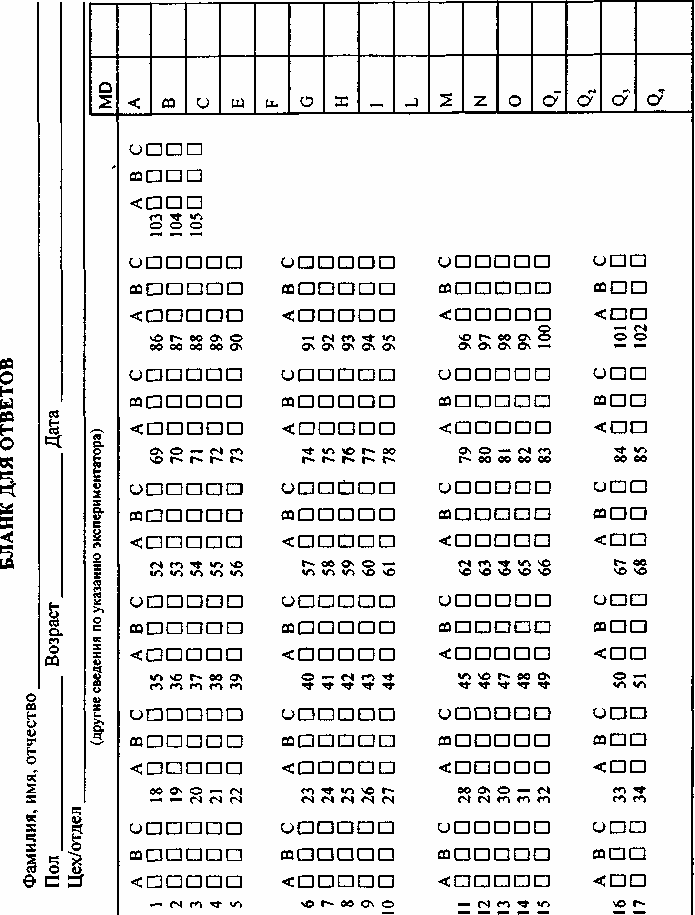 БЛАНК ДЛЯ ОТВЕТОВ
Фамилия, имя, отчество
Пол Возраст Дата
Цех/отдел
(другие сведения по указанию экспериментатора) MD
A B C A B C A B C A B C A B C A B C A B C A
1 18 35 52 69 86 103
2 19 36 53 70 87 104 B
3 20 37 54 71 88 105 C
4 21 38 55 72 89
5 22 39 56 73 90 E
F
A B C A B C A B C A B C A B C A B C
6 23 40 57 74 91 G
7 24 41 58 75 92
8 25 42 59 76 93 H
9 26 43 60 77 94 I
10 27 44 61 78 95
L
A B C A B C A B C A B C A B C A B C M
11 28 45 62 79 96
12 29 46 63 80 97 N
13 30 47 64 81 98
14 31 48 65 82 99 O
15 32 49 66 83 100 Q₁
Q₂
A B C A B C A B C A B C A B C A B C
16 33 50 67 84 101 Q₃
17 34 51 68 85 102
Q₄